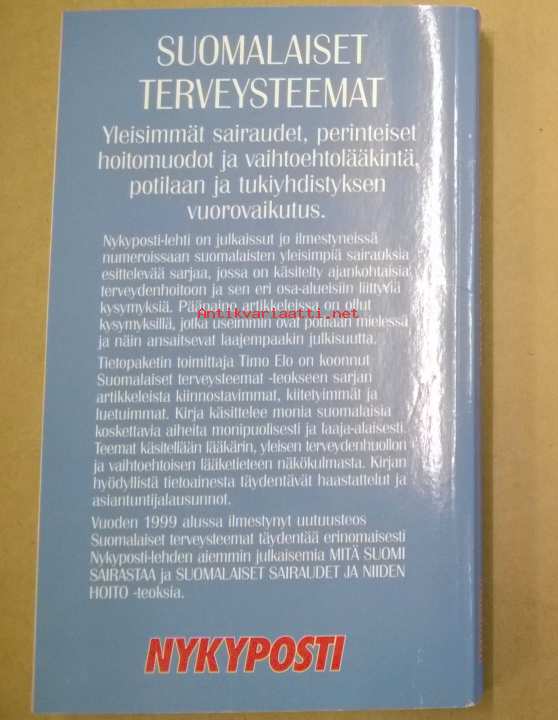 SUOMALAISET
TERVEYSTEEMAT
Yleisimmät sairaudet, perinteiset
hoitomuodot ja vaihtoehtolääkintä,
potilaan ja tukiyhdistyksen
vuorovaikutus.
Nykyposti-lehti on julkaissut jo ilmestyneissä
numeroissaan suomalaisten yleisimpiä sairauksia
esittelevää sarjaa, jossa on käsitelty ajankohtaisia
terveydenhoitoon ja sen eri osa-alueisiin liittyviä
kysymyksiä. Pääpaino artikkeleissa on ollut
Antikvariaatti.net
kysymyksillä, jotka useimmin ovat potilaan mielessä
ja näin ansaitsevat laajempaakin julkisuutta.
Tietopaketin toimittaja Timo Elo on koonnut
Suomalaiset terveysteemat -teokseen sarjan
artikkeleista kiinnostavimmat, kiitetyimmät ja
luetuimmat. Kirja käsittelee monia suomalaisia
koskettavia aiheita monipuolisesti ja laaja-alaisesti.
Teemat käsitellään lääkärin, yleisen terveydenhuollon
ja vaihtoehtoisen lääketieteen näkökulmasta. Kirjan
hyödyllistä tietoainesta täydentävät haastattelut ja
asiantuntijalausunnot.
Vuoden 1999 alussa ilmestynyt uutuusteos
Suomalaiset terveysteemat täydentää erinomaisesti
Nykyposti-lehden aiemmin julkaisemia MITÄ SUOMI
SAIRASTAA ja SUOMALAISET SAIRAUDET JA NIIDEN
HOITO -teoksia.
NYKYPOSTI